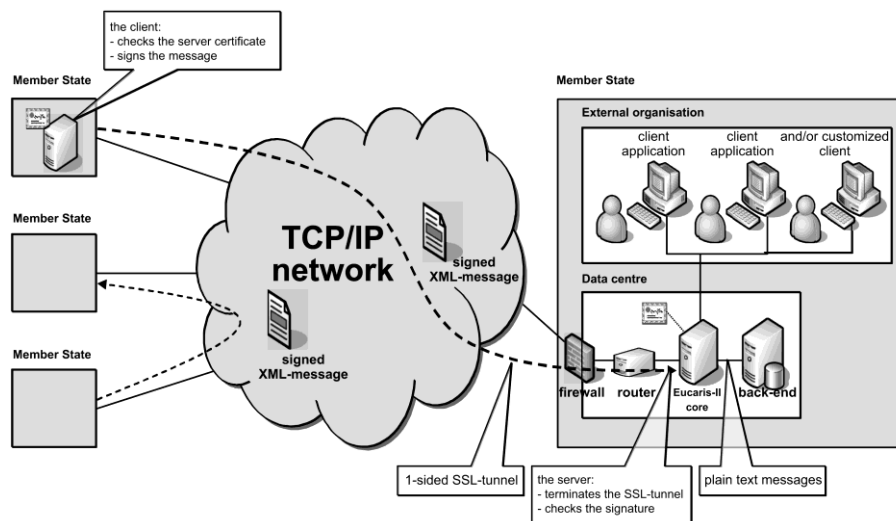 the client:
- checks the server certificate
- signs the message
Member State
Member State
External organisation
client
application
client
application
and/or customized
client
TCP/IP
network
signed
XML-message
Member State
signed
XML-message
Data centre
Member State
firewall
router
Eucaris-II
core
back-end
1-sided SSL-tunnel
the server:
- terminates the SSL-tunnel
- checks the signature
plain text messages
Member State